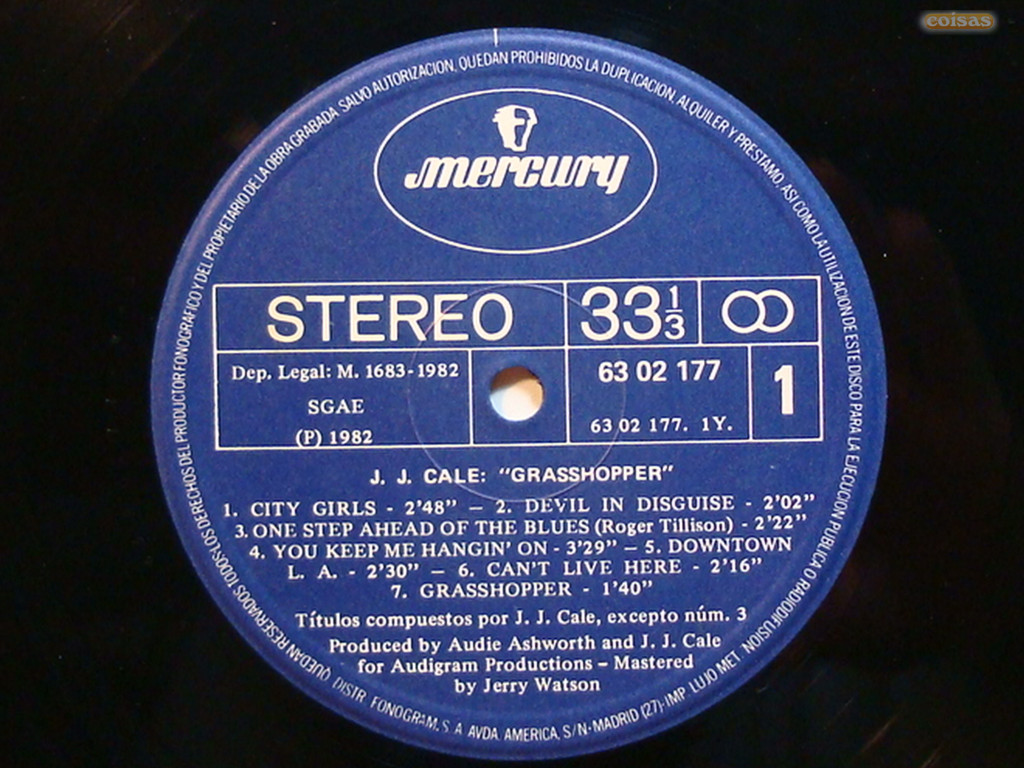 coisas
QUEDAN RESERVADOS TODOS LOS DERECHOS DEL PRODUCTOR FONOGRAFICO Y DEL PROPIETARIO DE LA OBRA GRABADA. SALVO AUTORIZACION, QUEDAN PROHIBIDOS LA DUPLICACION, ALQUILER Y PRESTAMO, ASI COMO LA UTILIZACION DE ESTE DISCO PARA LA EJECUCION PUBLICA O RADIODIFUSION.
mercury
STEREO 33 1/3
Dep. Legal: M. 1683-1982
SGAE
(P) 1982
63 02 177
63 02 177. 1Y.
1
J. J. CALE: "GRASSHOPPER"
1. CITY GIRLS - 2'48" — 2. DEVIL IN DISGUISE - 2'02"
3. ONE STEP AHEAD OF THE BLUES (Roger Tillison) - 2'22"
4. YOU KEEP ME HANGIN' ON - 3'29" — 5. DOWNTOWN
L. A. - 2'30" — 6. CAN'T LIVE HERE - 2'16"
7. GRASSHOPPER - 1'40"
Títulos compuestos por J. J. Cale, excepto núm. 3
Produced by Audie Ashworth and J. J. Cale
for Audigram Productions — Mastered
by Jerry Watson
DISTR. FONOGRAM, S. A. AVDA. AMERICA, S/N - MADRID (27)-IMP. LUJO MET.